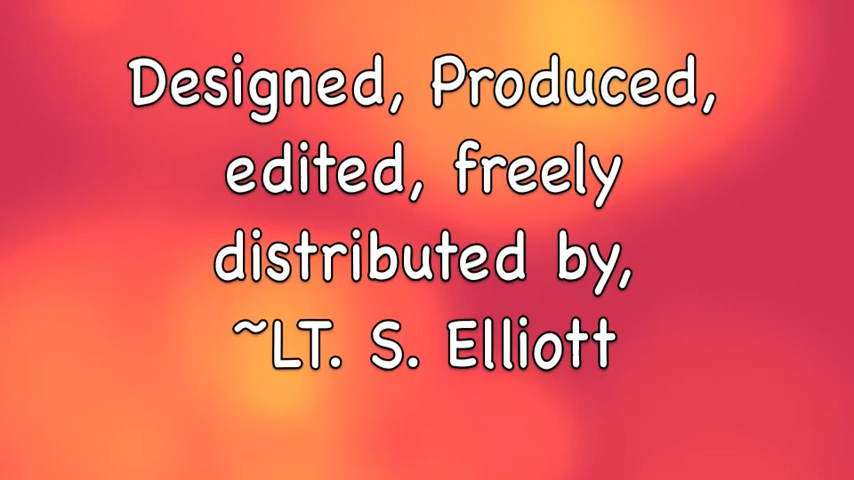 Designed, Produced,
edited, freely
distributed by,
~LT. S. Elliott